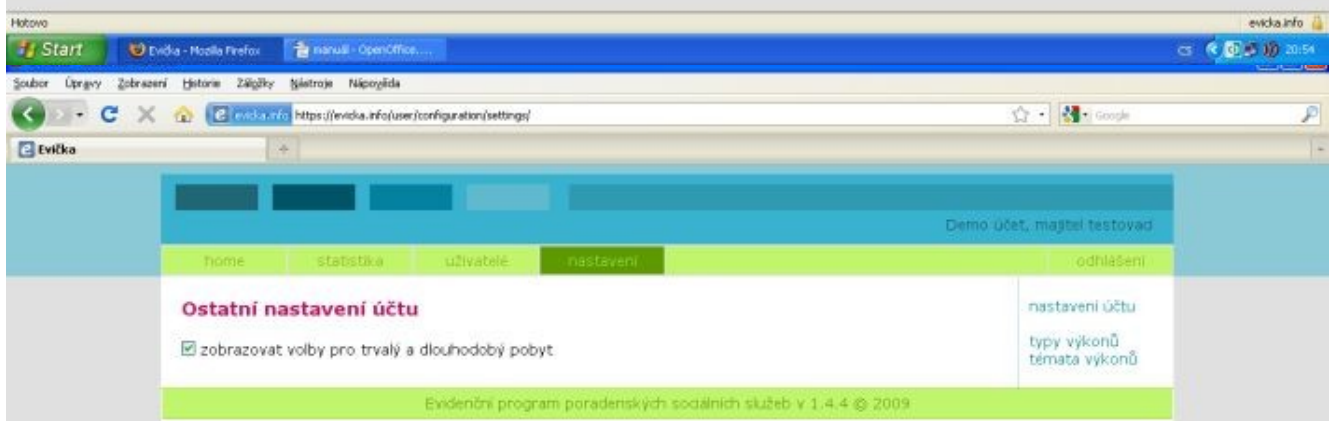 Hotovo evicka.info
Start Evička - Mozilla Firefox manuál - OpenOffice.... CS 20:54
Soubor Úpravy Zobrazení Historie Záložky Nástroje Nápověda
evicka.info https://evicka.info/user/configuration/settings/ Google
Evička
Demo účet, majitel testovací
home statistika uživatelé nastavení odhlášení
Ostatní nastavení účtu
nastavení účtu
zobrazovat volby pro trvalý a dlouhodobý pobyt
typy výkonů
témata výkonů
Evidenční program poradenských sociálních služeb v 1.4.4 © 2009